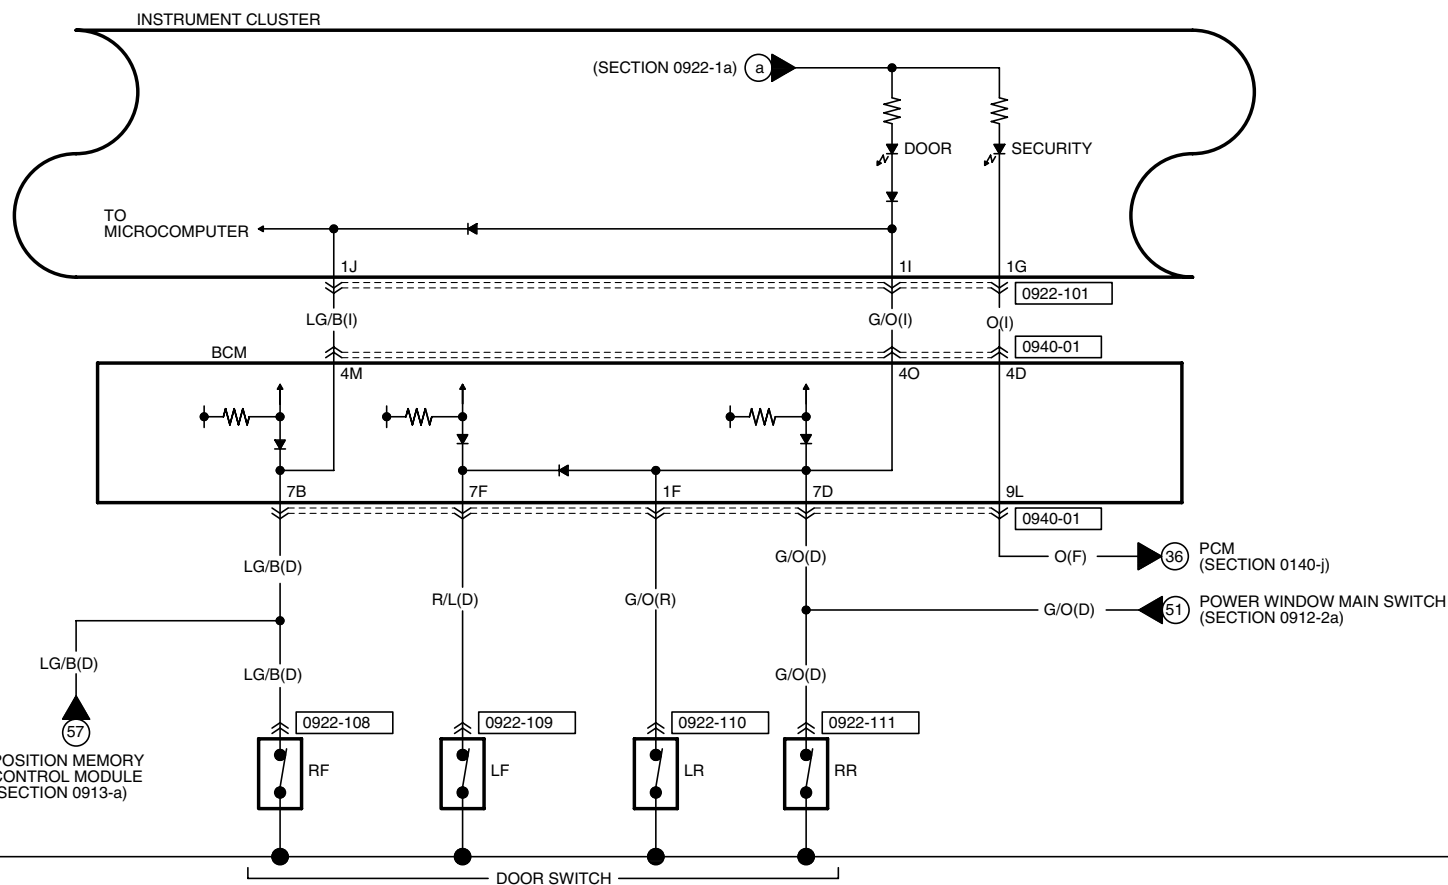 INSTRUMENT CLUSTER
(SECTION 0922-1a) a
DOOR
SECURITY
TO
MICROCOMPUTER
1J
1I
1G
0922-101
LG/B(I)
G/O(I)
O(I)
BCM
0940-01
4M
4O
4D
7B
7F
1F
7D
9L
0940-01
LG/B(D)
R/L(D)
G/O(R)
G/O(D)
O(F)
36
PCM
(SECTION 0140-j)
G/O(D)
51
POWER WINDOW MAIN SWITCH
(SECTION 0912-2a)
LG/B(D)
LG/B(D)
G/O(D)
57
POSITION MEMORY
CONTROL MODULE
(SECTION 0913-a)
0922-108
0922-109
0922-110
0922-111
RF
LF
LR
RR
DOOR SWITCH